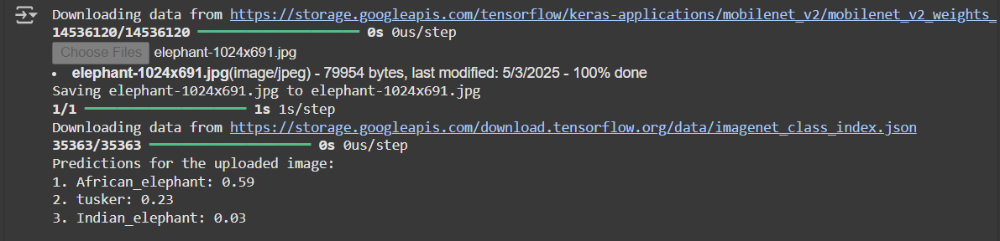 Downloading data from https://storage.googleapis.com/tensorflow/keras-applications/mobilenet_v2/mobilenet_v2_weights_
14536120/14536120 ━━━━━━━━━━━━━━━━━━━━ 0s 0us/step
Choose Files elephant-1024x691.jpg
• elephant-1024x691.jpg(image/jpeg) - 79954 bytes, last modified: 5/3/2025 - 100% done
Saving elephant-1024x691.jpg to elephant-1024x691.jpg
1/1 ━━━━━━━━━━━━━━━━━━━━ 1s 1s/step
Downloading data from https://storage.googleapis.com/download.tensorflow.org/data/imagenet_class_index.json
35363/35363 ━━━━━━━━━━━━━━━━━━━━ 0s 0us/step
Predictions for the uploaded image:
1. African_elephant: 0.59
2. tusker: 0.23
3. Indian_elephant: 0.03